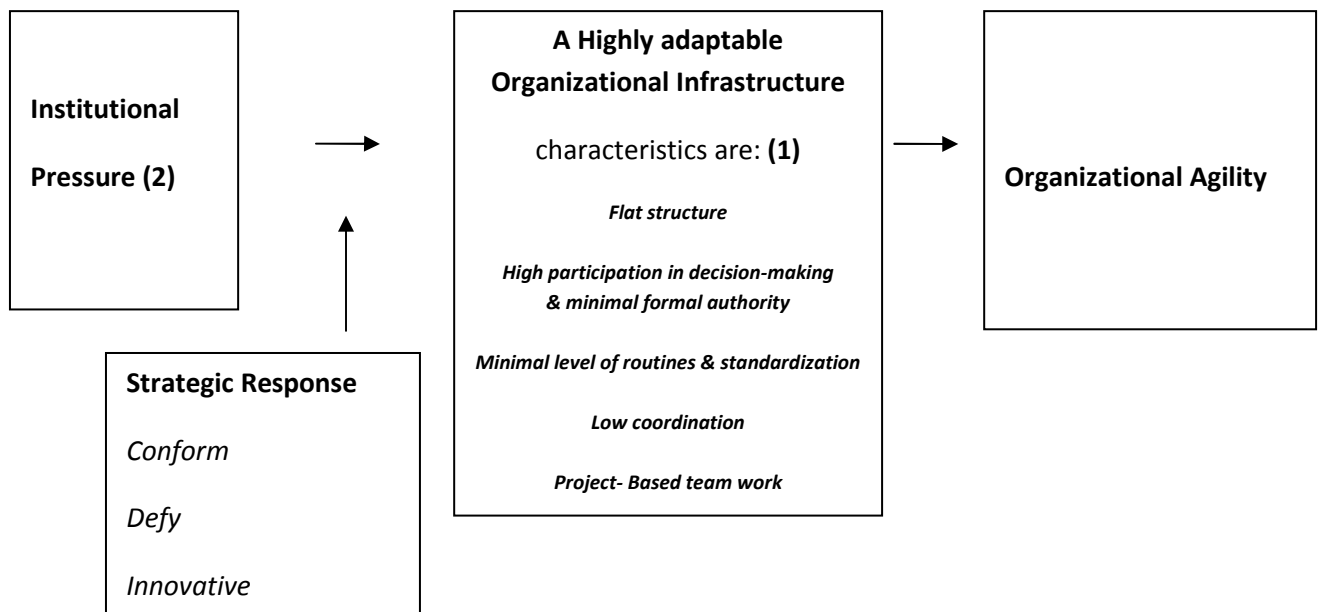 Institutional
Pressure (2)
Strategic Response
Conform
Defy
Innovative
A Highly adaptable
Organizational Infrastructure
characteristics are: (1)
Flat structure
High participation in decision-making
& minimal formal authority
Minimal level of routines & standardization
Low coordination
Project- Based team work
Organizational Agility